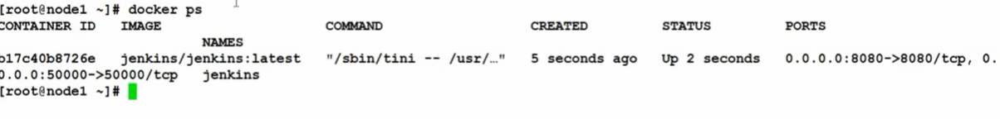 [root@node1 ~]# docker ps
CONTAINER ID   IMAGE                    COMMAND                  CREATED         STATUS         PORTS
                        NAMES
b17c40b8726e   jenkins/jenkins:latest   "/sbin/tini -- /usr/…"   5 seconds ago   Up 2 seconds   0.0.0.0:8080->8080/tcp, 0.
0.0.0:50000->50000/tcp   jenkins
[root@node1 ~]#